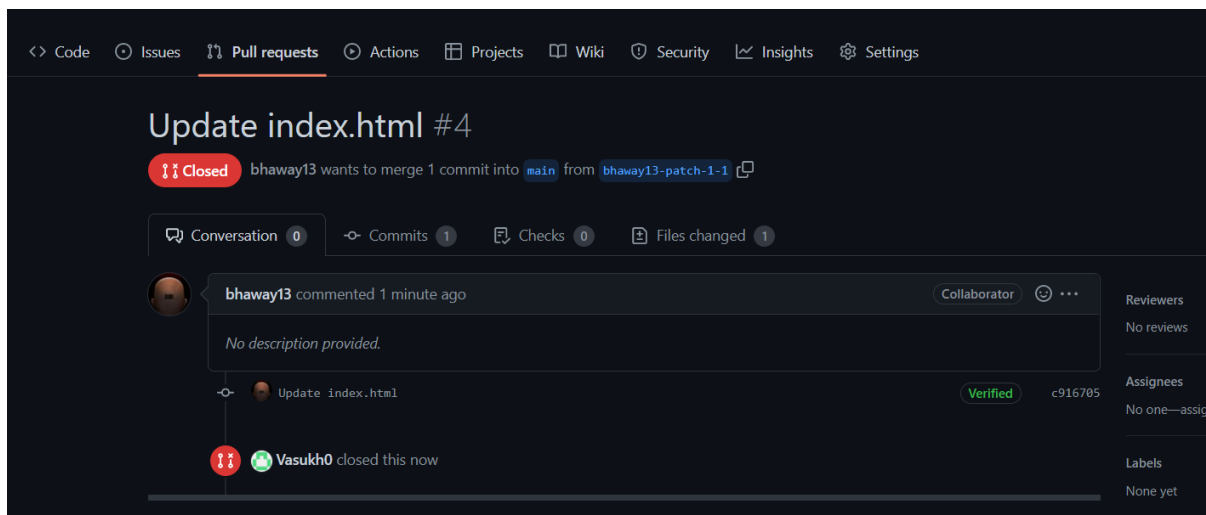 Code Issues Pull requests Actions Projects Wiki Security Insights Settings
Update index.html #4
Closed bhaway13 wants to merge 1 commit into main from bhaway13-patch-1-1
Conversation 0 Commits 1 Checks 0 Files changed 1
bhaway13 commented 1 minute ago Collaborator
No description provided.
Update index.html Verified c916705
Vasukh0 closed this now
Reviewers
No reviews
Assignees
No one—assig
Labels
None yet